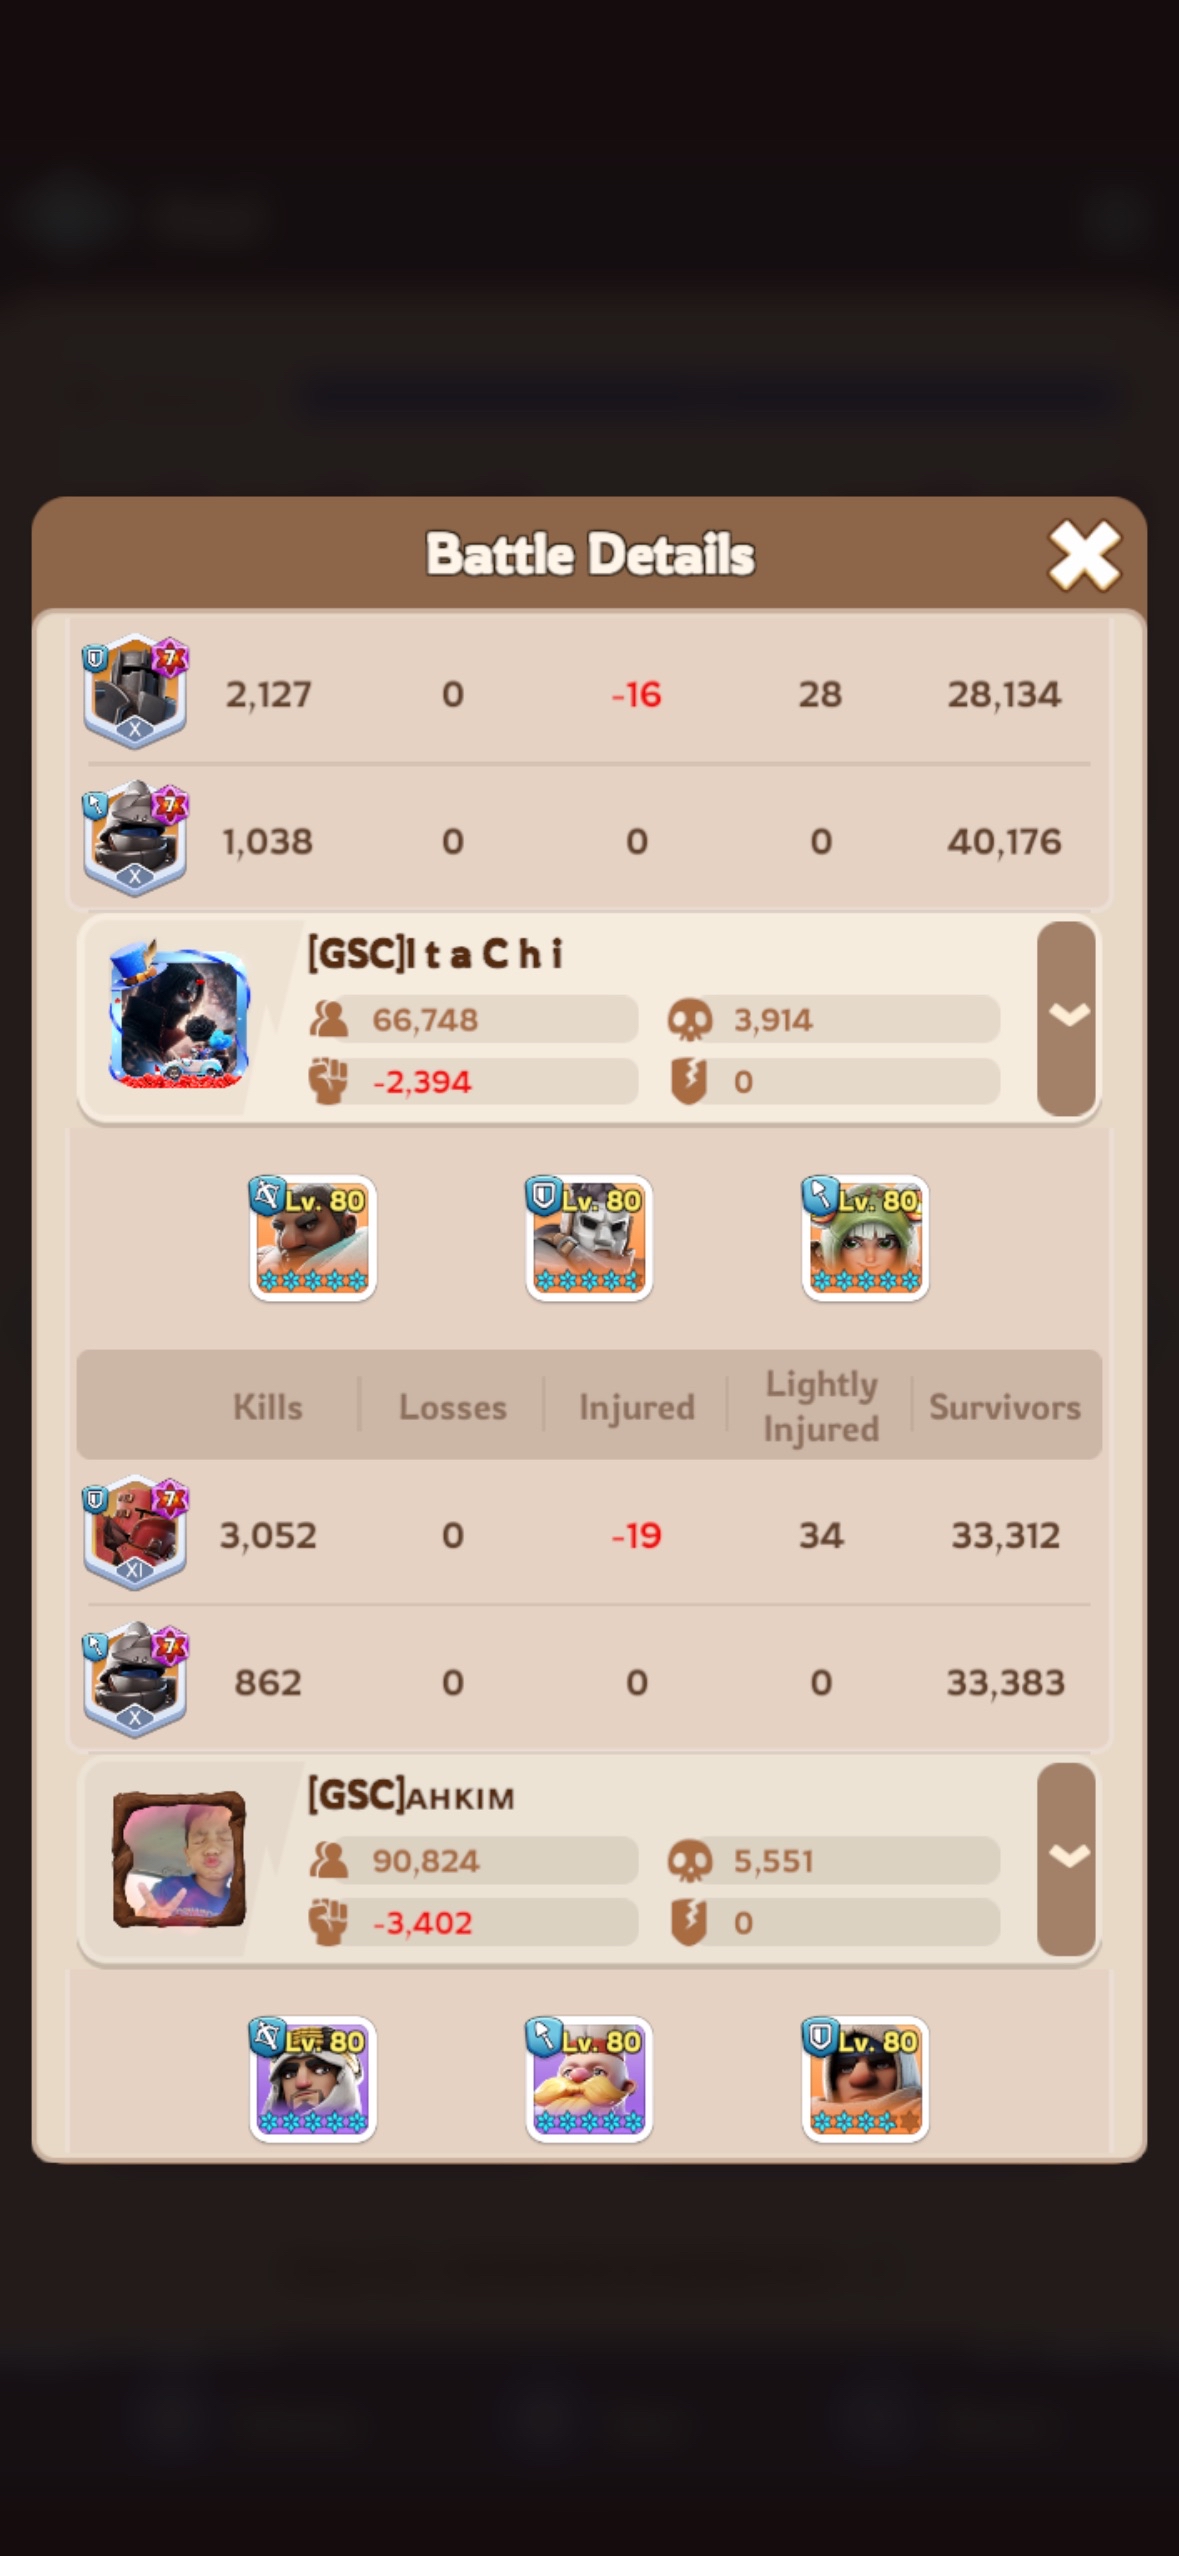 Battle Details
7
X
2,127 0 -16 28 28,134
7
X
1,038 0 0 0 40,176
[GSC]I t a C h i
66,748 3,914
-2,394 0
Lv. 80 Lv. 80 Lv. 80
Kills Losses Injured Lightly Injured Survivors
7
XI
3,052 0 -19 34 33,312
7
X
862 0 0 0 33,383
[GSC]ᴀʜᴋɪᴍ
90,824 5,551
-3,402 0
Lv. 80 Lv. 80 Lv. 80